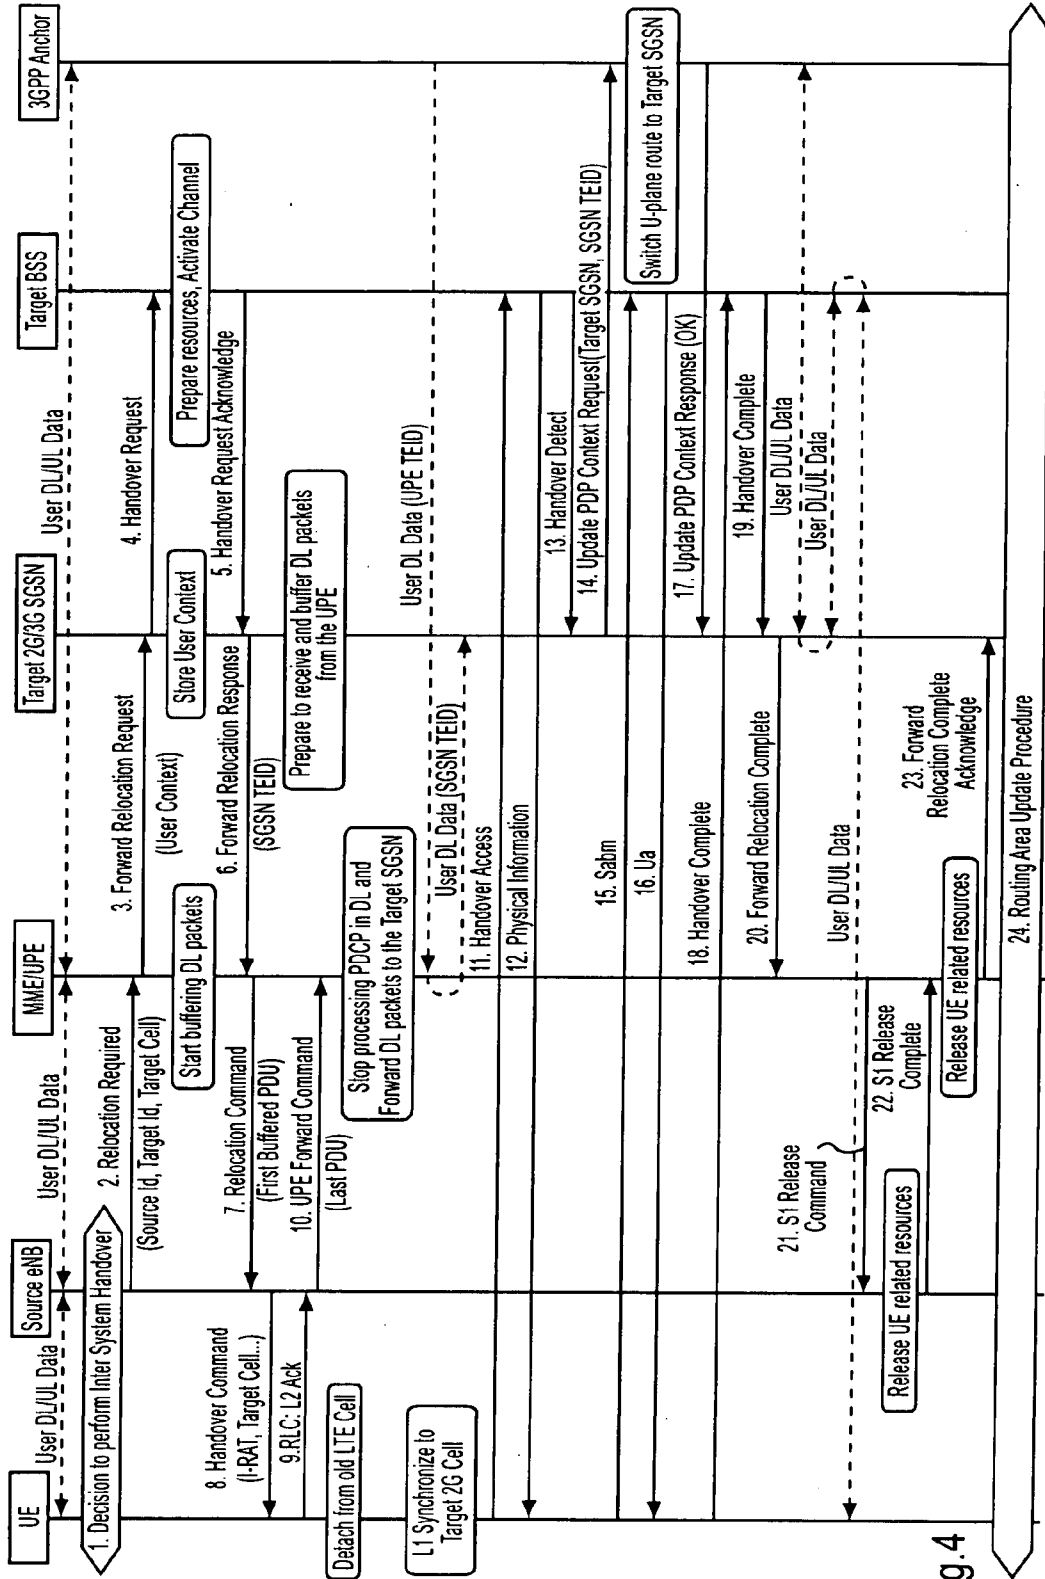 UE
Source eNB
MME/UPE
Target 2G/3G SGSN
Target BSS
3GPP Anchor
User DL/UL Data
User DL/UL Data
User DL/UL Data
1. Decision to perform Inter System Handover
2. Relocation Required
(Source Id, Target Id, Target Cell)
3. Forward Relocation Request
(User Context)
4. Handover Request
Start buffering DL packets
Store User Context
Prepare resources, Activate Channel
5. Handover Request Acknowledge
6. Forward Relocation Response
(SGSN TEID)
7. Relocation Command
(First Buffered PDU)
8. Handover Command
(I-RAT, Target Cell...)
Prepare to receive and buffer DL packets
from the UPE
9.RLC: L2 Ack
10. UPE Forward Command
(Last PDU)
Detach from old LTE Cell
Stop processing PDCP in DL and
Forward DL packets to the Target SGSN
User DL Data (UPE TEID)
L1 Synchronize to
Target 2G Cell
User DL Data (SGSN TEID)
11. Handover Access
12. Physical Information
13. Handover Detect
14. Update PDP Context Request(Target SGSN, SGSN TEID)
15. Sabm
16. Ua
Switch U-plane route to Target SGSN
17. Update PDP Context Response (OK)
18. Handover Complete
19. Handover Complete
20. Forward Relocation Complete
User DL/UL Data
User DL/UL Data
User DL/UL Data
21. S1 Release
Command
22. S1 Release
Complete
Release UE related resources
Release UE related resources
23. Forward
Relocation Complete
Acknowledge
24. Routing Area Update Procedure
g.4